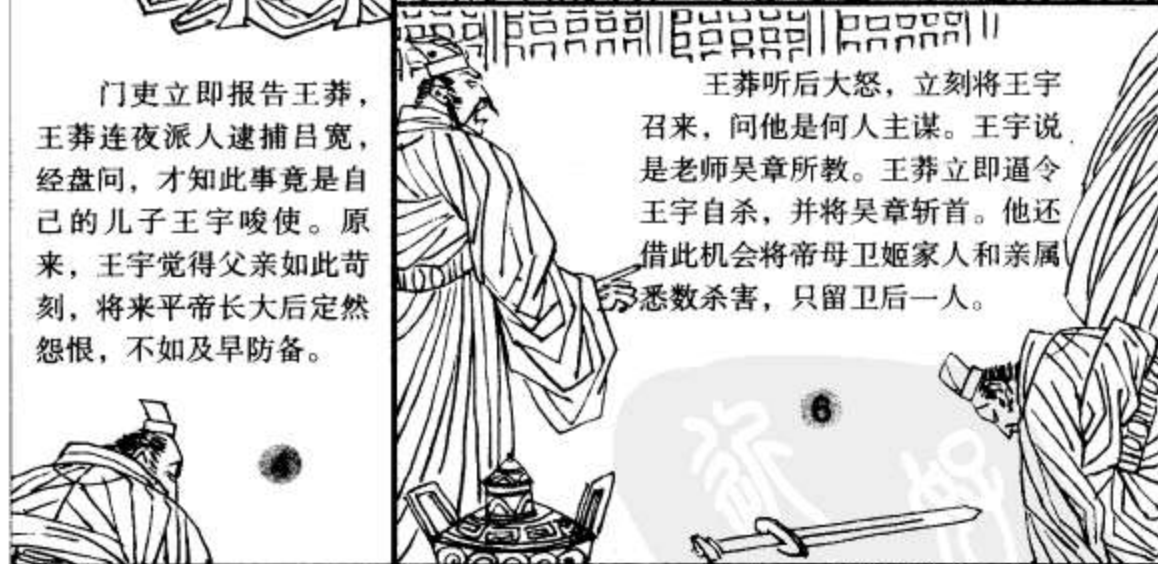 门吏立即报告王莽，
王莽连夜派人逮捕吕宽，
经盘问，才知此事竟是自
己的儿子王宇唆使。原
来，王宇觉得父亲如此苛
刻，将来平帝长大后定然
怨恨，不如及早防备。
王莽听后大怒，立刻将王宇
召来，问他是何人主谋。王宇说
是老师吴章所教。王莽立即逼令
王宇自杀，并将吴章斩首。他还
借此机会将帝母卫姬家人和亲属
悉数杀害，只留卫后一人。
6